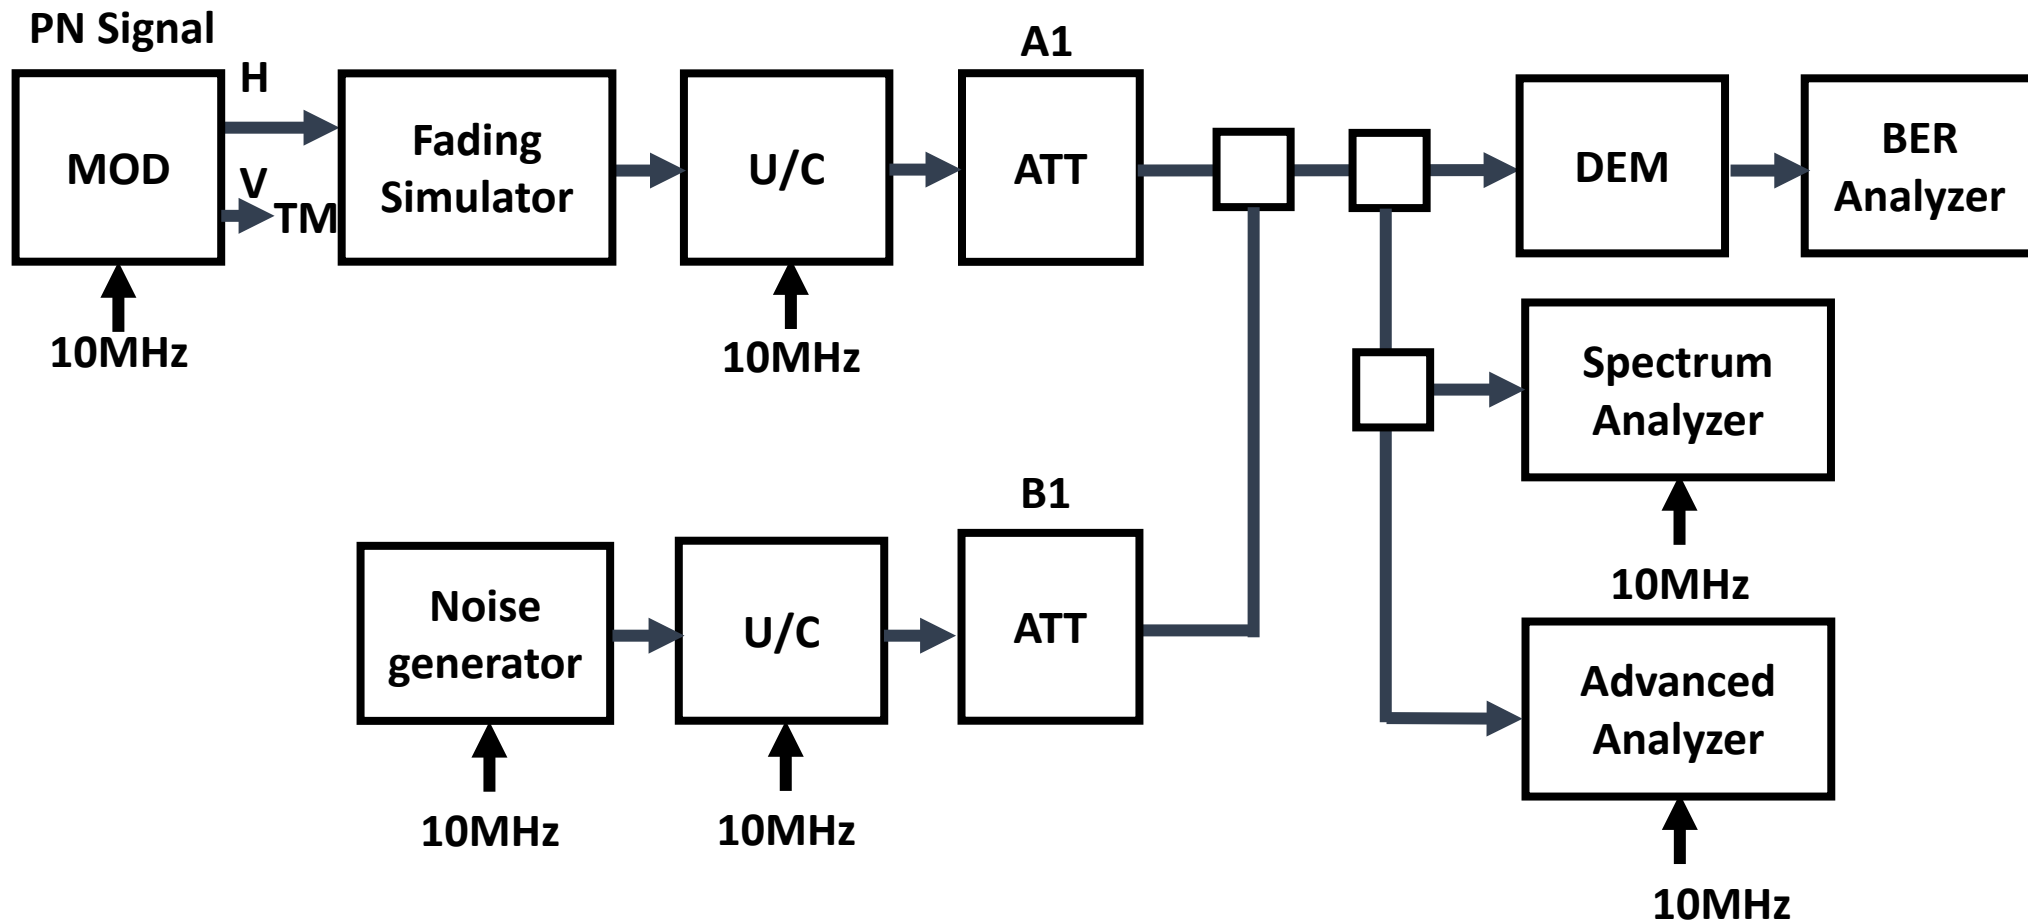 PN Signal
H
V
TM
MOD
10MHz
Fading
Simulator
U/C
10MHz
A1
ATT
DEM
BER
Analyzer
Spectrum
Analyzer
10MHz
Noise
generator
10MHz
U/C
10MHz
B1
ATT
Advanced
Analyzer
10MHz